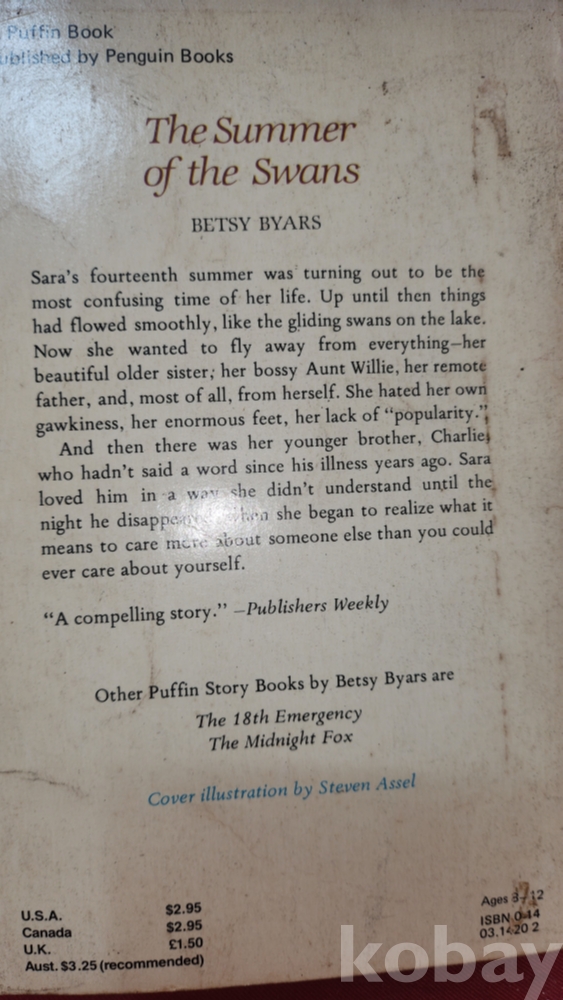 Puffin Book
ublished by Penguin Books
The Summer
of the Swans
BETSY BYARS
Sara's fourteenth summer was turning out to be the
most confusing time of her life. Up until then things
had flowed smoothly, like the gliding swans on the lake.
Now she wanted to fly away from everything—her
beautiful older sister, her bossy Aunt Willie, her remote
father, and, most of all, from herself. She hated her own
gawkiness, her enormous feet, her lack of "popularity."
And then there was her younger brother, Charlie,
who hadn't said a word since his illness years ago. Sara
loved him in a way she didn't understand until the
night he when she began to realize what it
means to care more about someone else than you could
ever care about yourself.
"A compelling story." —Publishers Weekly
Other Puffin Story Books by Betsy Byars are
The 18th Emergency
The Midnight Fox
Cover illustration by Steven Assel
U.S.A. $2.95
Canada $2.95
U.K. £1.50
Aust. $3.25 (recommended)
Ages 12
ISBN 0 14
03.1420 2
kobay